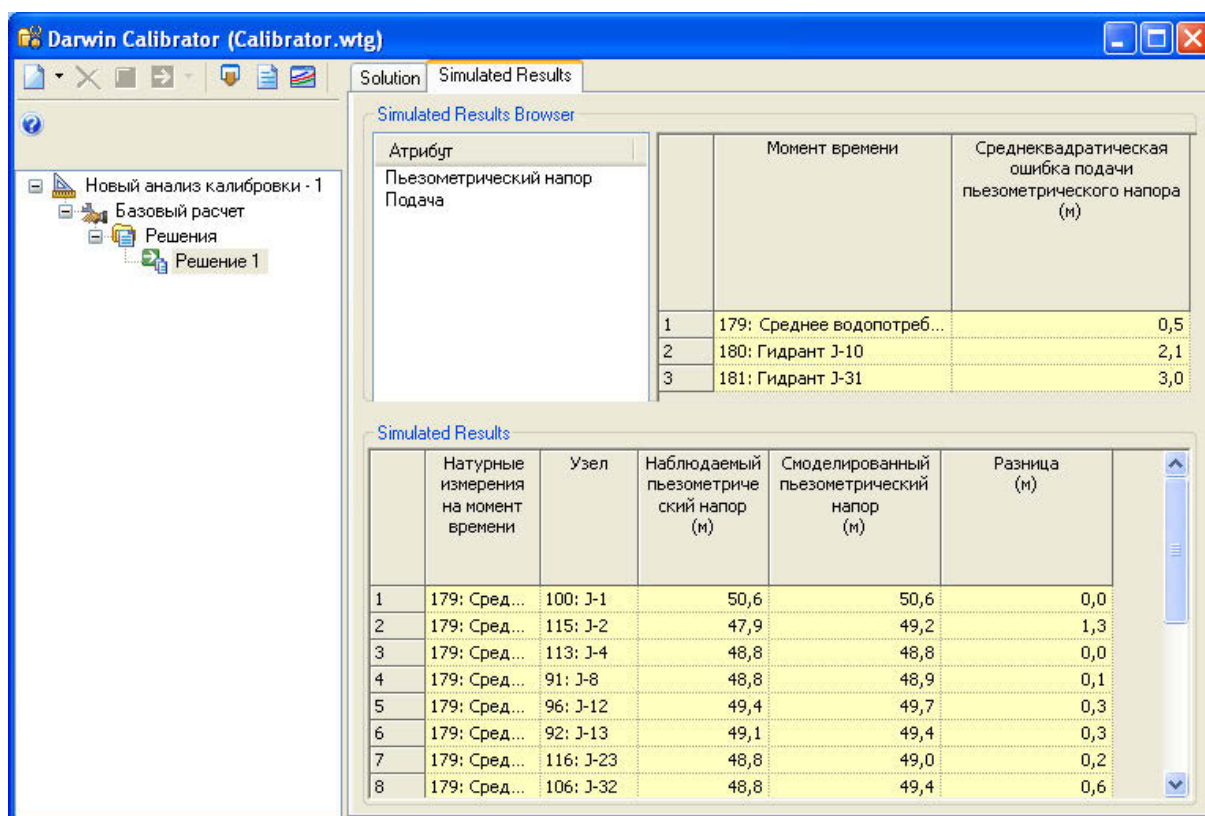 Darwin Calibrator (Calibrator.wtg)
Solution
Simulated Results
Новый анализ калибровки - 1
Базовый расчет
Решения
Решение 1
Simulated Results Browser
Атрибут
Пьезометрический напор
Подача
Момент времени
Среднеквадратическая
ошибка подачи
пьезометрического напора
(м)
1 179: Среднее водопотреб... 0,5
2 180: Гидрант J-10 2,1
3 181: Гидрант J-31 3,0
Simulated Results
Натурные
измерения
на момент
времени
Узел
Наблюдаемый
пьезометриче
ский напор
(м)
Смоделированный
пьезометрический
напор
(м)
Разница
(м)
1 179: Сред... 100: J-1 50,6 50,6 0,0
2 179: Сред... 115: J-2 47,9 49,2 1,3
3 179: Сред... 113: J-4 48,8 48,8 0,0
4 179: Сред... 91: J-8 48,8 48,9 0,1
5 179: Сред... 96: J-12 49,4 49,7 0,3
6 179: Сред... 92: J-13 49,1 49,4 0,3
7 179: Сред... 116: J-23 48,8 49,0 0,2
8 179: Сред... 106: J-32 48,8 49,4 0,6